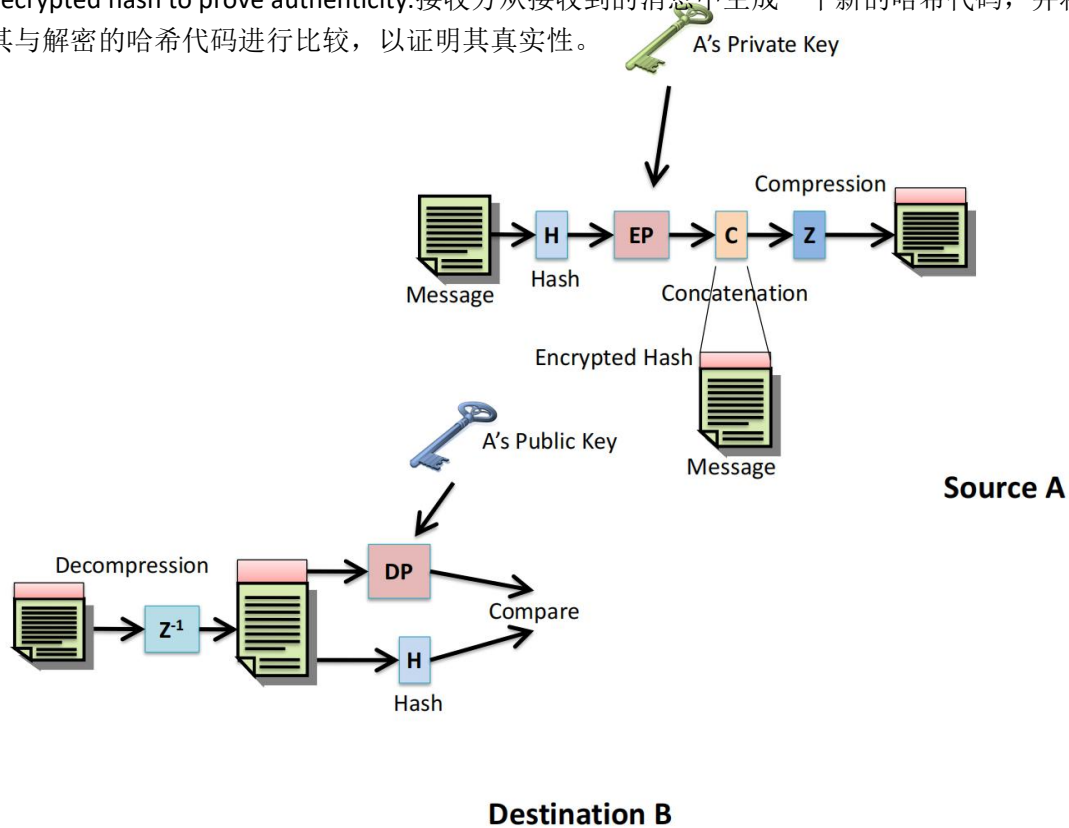 ecrypted hash to prove authenticity.接收方从接收到的消息中生成一个新的哈希代码，并将
其与解密的哈希代码进行比较，以证明其真实性。
A's Private Key
Compression
H
EP
C
Z
Message
Hash
Concatenation
Encrypted Hash
Message
A's Public Key
Source A
Decompression
DP
Z-1
Compare
H
Hash
Destination B